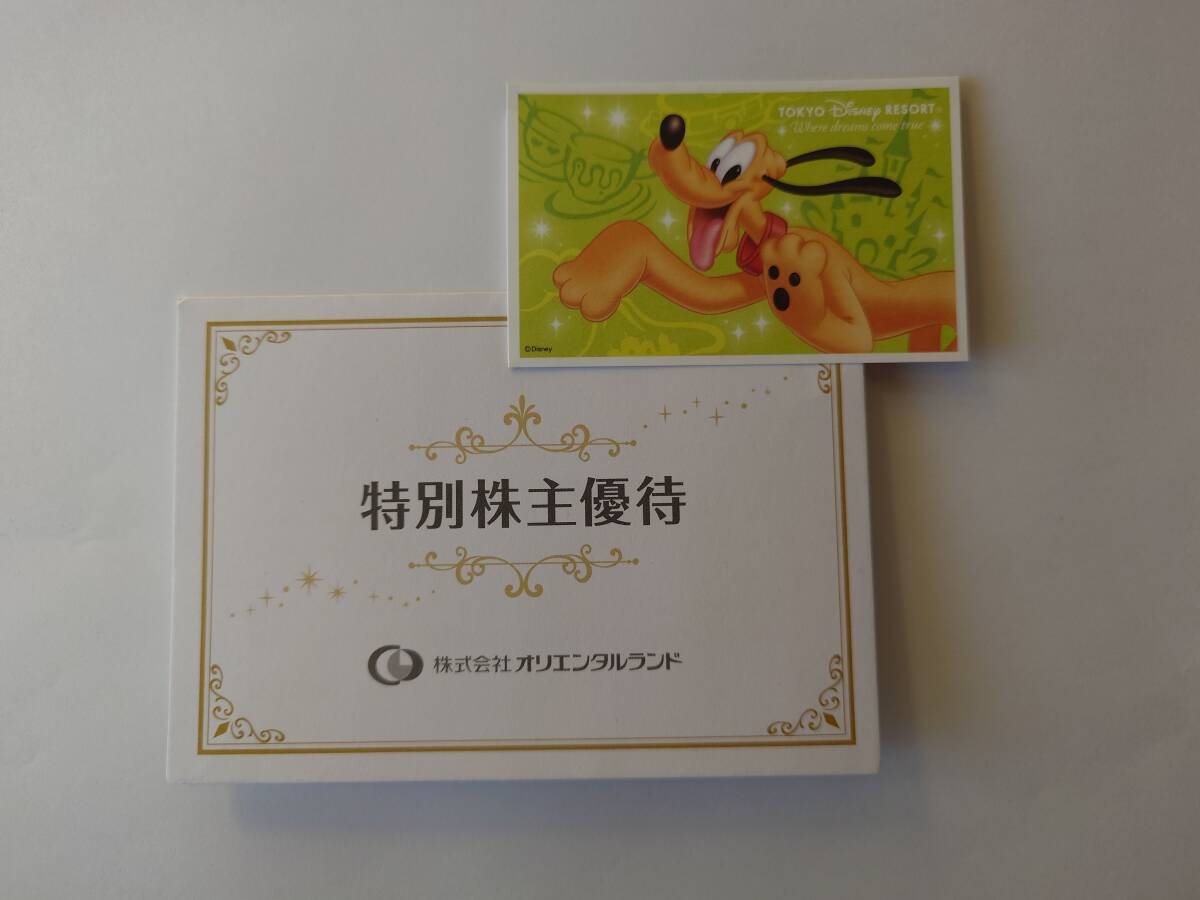 TOKYO Disney RESORT®
Where dreams come true
©Disney
特別株主優待
株式会社オリエンタルランド